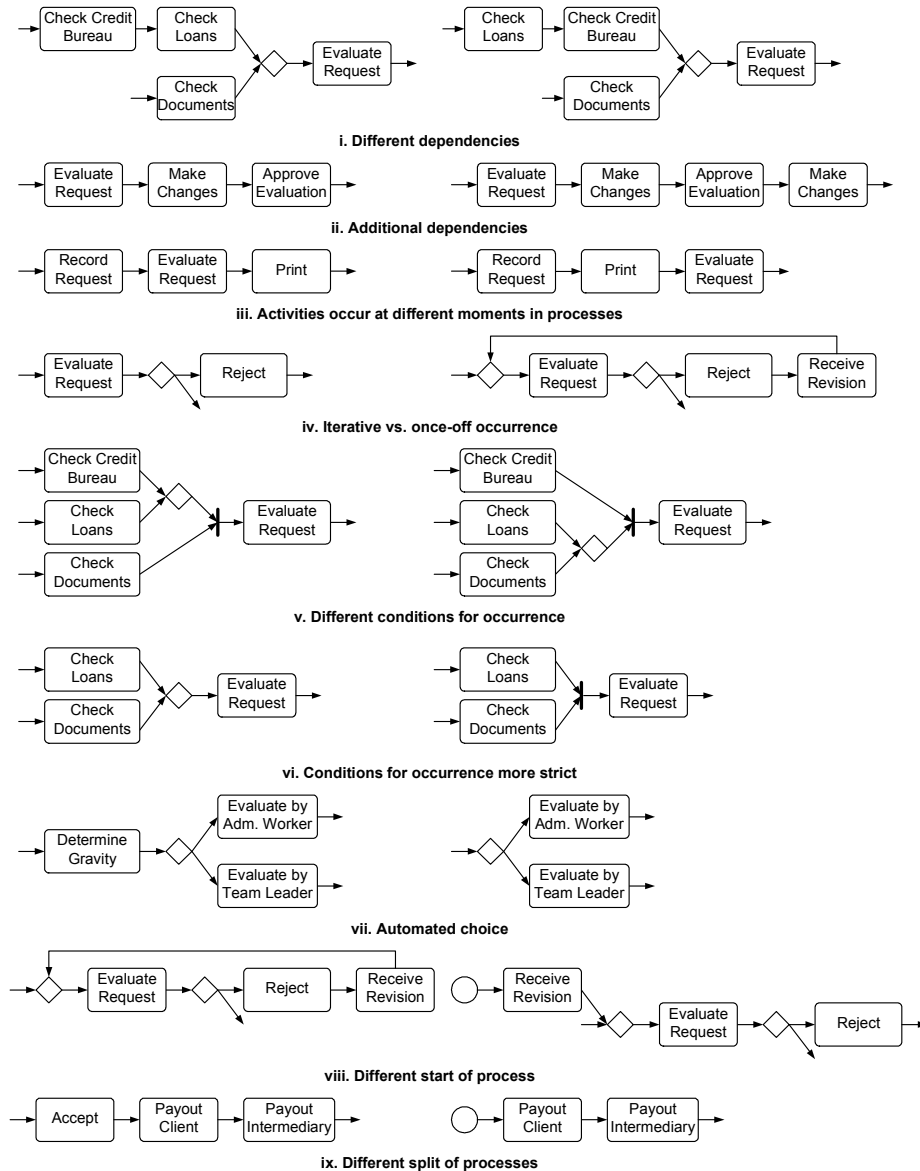 Check Credit
Bureau
Check
Loans
Check
Documents
Evaluate
Request
Check
Loans
Check Credit
Bureau
Check
Documents
Evaluate
Request
i. Different dependencies
Evaluate
Request
Make
Changes
Approve
Evaluation
Evaluate
Request
Make
Changes
Approve
Evaluation
Make
Changes
ii. Additional dependencies
Record
Request
Evaluate
Request
Print
Record
Request
Print
Evaluate
Request
iii. Activities occur at different moments in processes
Evaluate
Request
Reject
Evaluate
Request
Reject
Receive
Revision
iv. Iterative vs. once-off occurrence
Check Credit
Bureau
Check
Loans
Check
Documents
Evaluate
Request
Check Credit
Bureau
Check
Loans
Check
Documents
Evaluate
Request
v. Different conditions for occurrence
Check
Loans
Check
Documents
Evaluate
Request
Check
Loans
Check
Documents
Evaluate
Request
vi. Conditions for occurrence more strict
Determine
Gravity
Evaluate by
Adm. Worker
Evaluate by
Team Leader
Evaluate by
Adm. Worker
Evaluate by
Team Leader
vii. Automated choice
Evaluate
Request
Reject
Receive
Revision
Receive
Revision
Evaluate
Request
Reject
viii. Different start of process
Accept
Payout
Client
Payout
Intermediary
Payout
Client
Payout
Intermediary
ix. Different split of processes